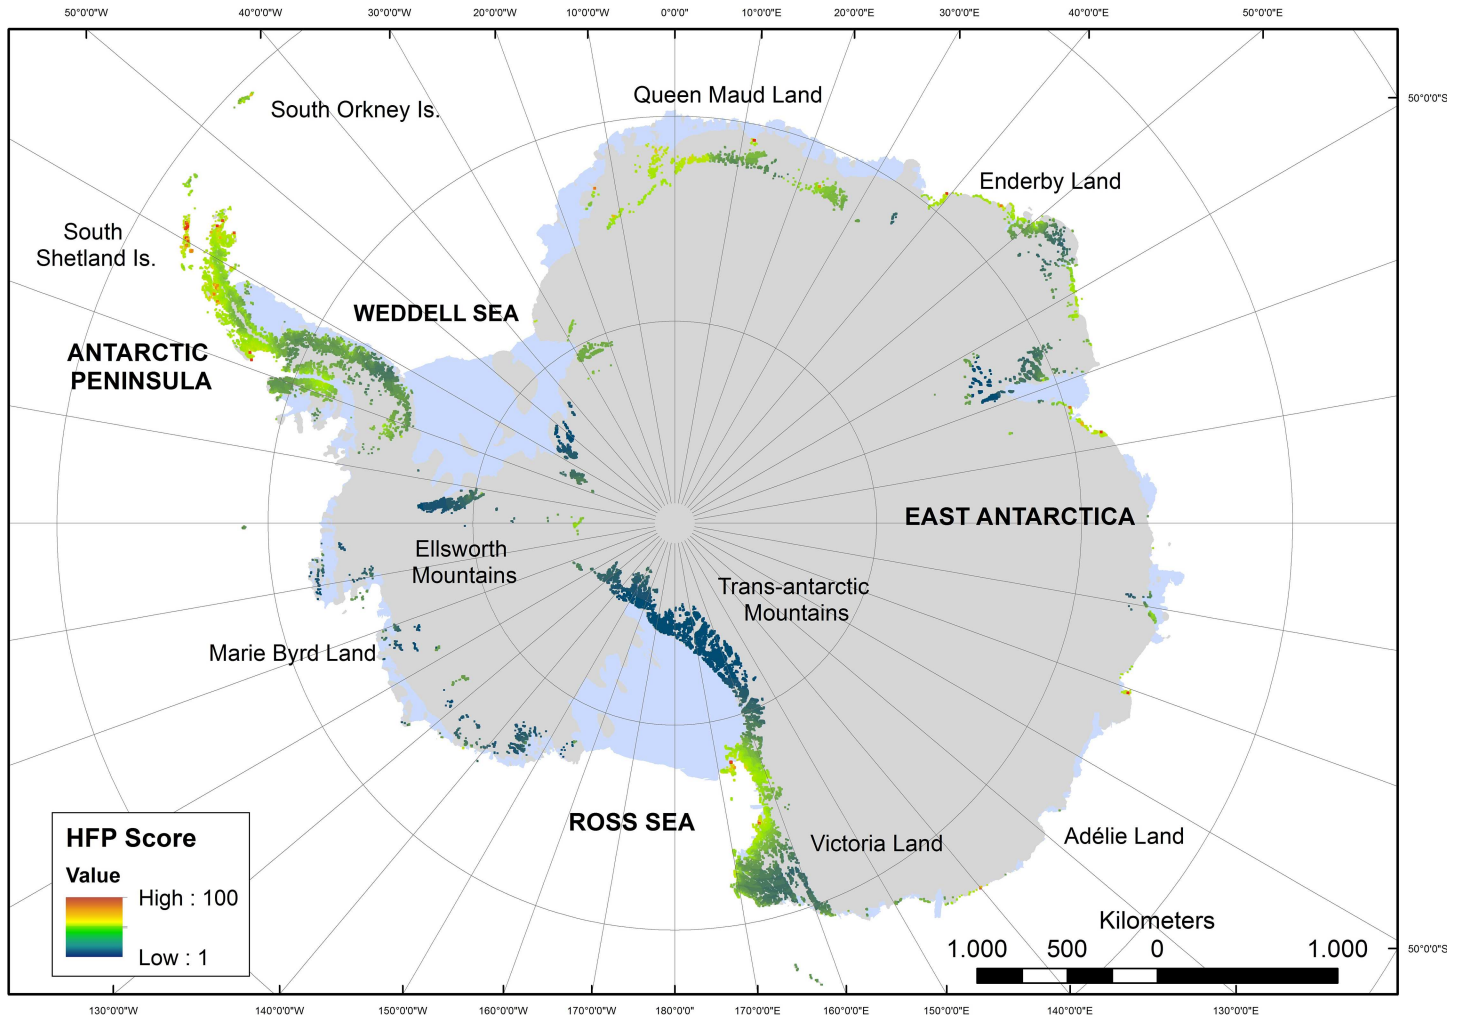 50°0'0"W
40°0'0"W
30°0'0"W
20°0'0"W
10°0'0"W
0°0'0"
10°0'0"E
20°0'0"E
30°0'0"E
40°0'0"E
50°0'0"E
50°0'0"S
South Orkney Is.
Queen Maud Land
Enderby Land
South
Shetland Is.
WEDDELL SEA
ANTARCTIC
PENINSULA
EAST ANTARCTICA
Ellsworth
Mountains
Trans-antarctic
Mountains
Marie Byrd Land
ROSS SEA
Victoria Land
Adélie Land
HFP Score
Value
High : 100
Low : 1
Kilometers
1.000
500
0
1.000
50°0'0"S
130°0'0"W
140°0'0"W
150°0'0"W
160°0'0"W
170°0'0"W
180°0'0"
170°0'0"E
160°0'0"E
150°0'0"E
140°0'0"E
130°0'0"E